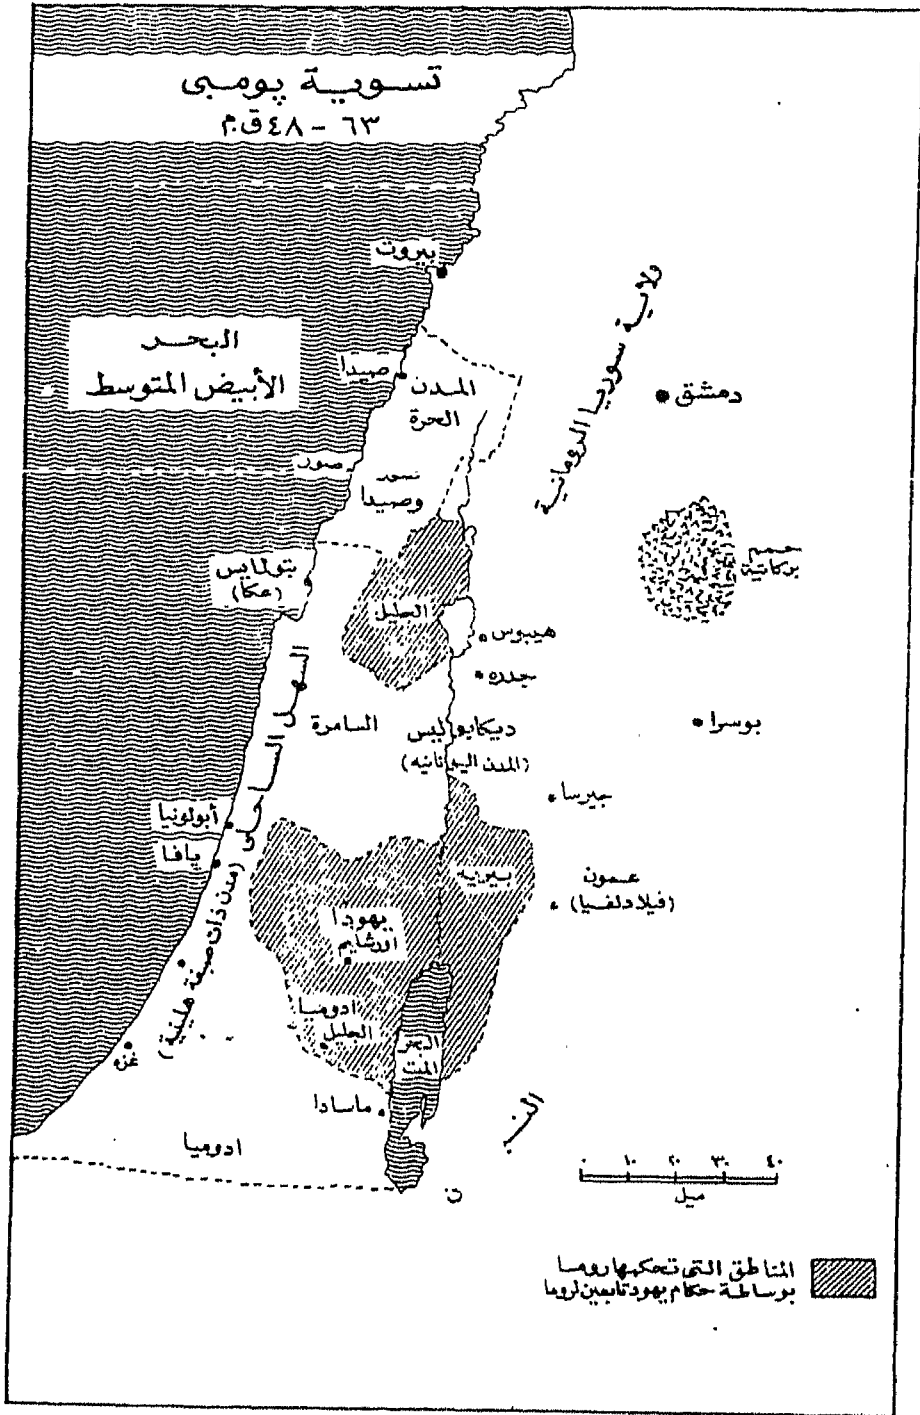 تسوية پومبى
٦٣ - ٤٨ ق.م
بيروت
البحر
الأبيض المتوسط
صيدا
المدن
الحرة
ولاية سوريا الرومانية
دمشق
صور
وصيدا
بتولمايس
(عكا)
الجليل
هيبوس
جدره
بوسرا
السهل الساحلى (مدن ذات صبغة هلينية)
السامرة
ديكابوليس
(المدن اليونانيه)
جيرسا
أبولونيا
يافا
بيريه
عمون
(فيلادلفيا)
يهودا
اورشليم
ادوميا
الجليل
البحر
الميت
غزه
ماسادا
ادوميا
٠ ١٠ ٢٠ ٣٠ ٤٠
ميل
المناطق التى تحكمها روما
بوساطة حكام يهود تابعين لروما